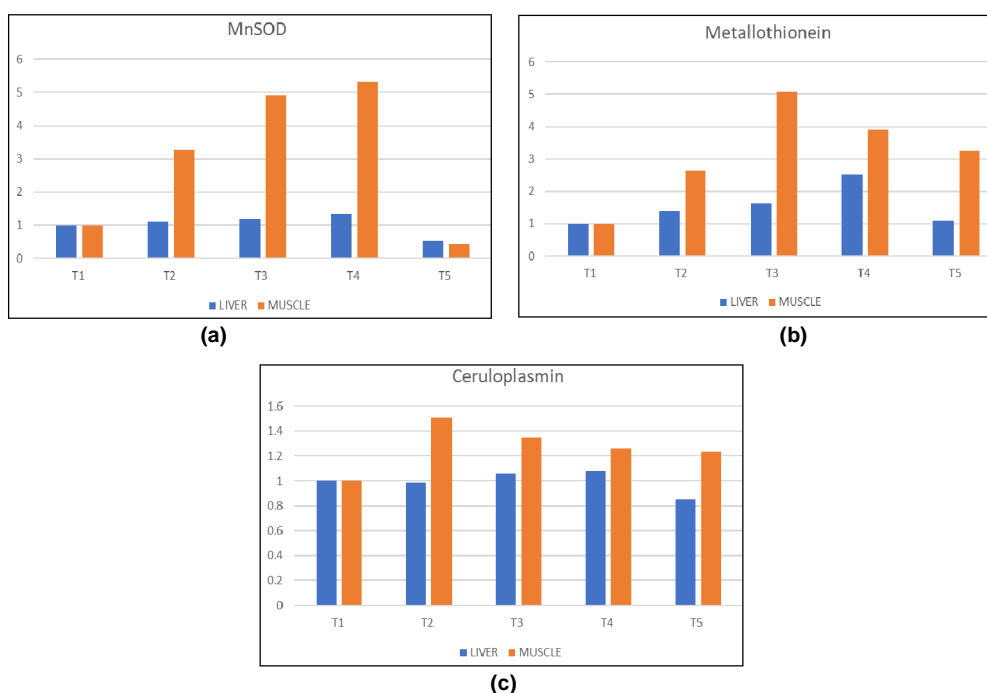 MnSOD
6
5
4
3
2
1
0
T1 T2 T3 T4 T5
LIVER MUSCLE
(a)
Metallothionein
6
5
4
3
2
1
0
T1 T2 T3 T4 T5
LIVER MUSCLE
(b)
Ceruloplasmin
1.6
1.4
1.2
1
0.8
0.6
0.4
0.2
0
T1 T2 T3 T4 T5
LIVER MUSCLE
(c)